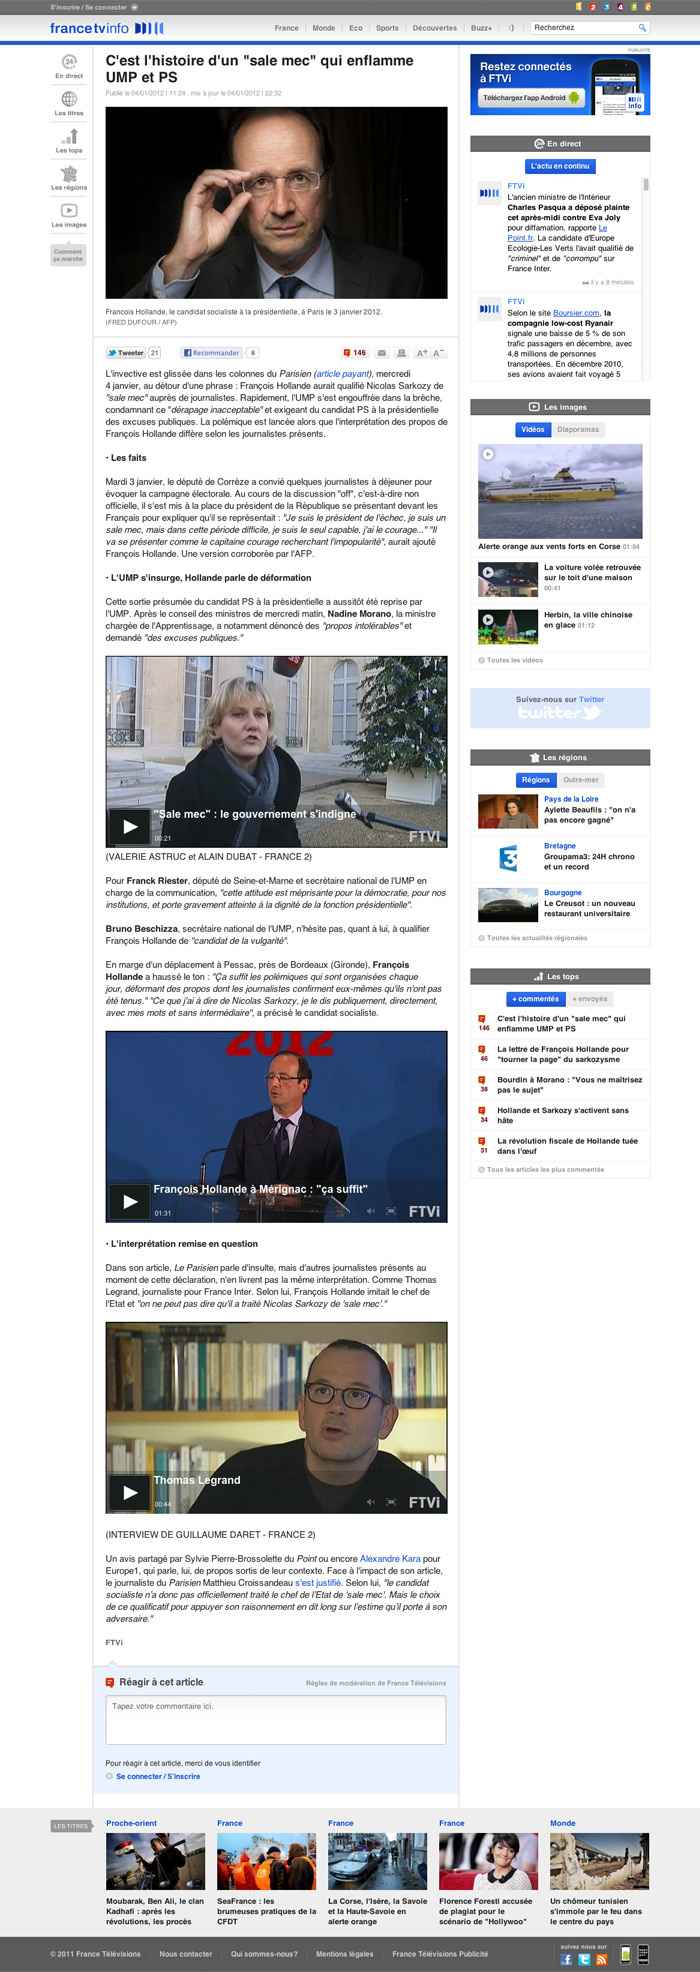 S'inscrire / Se connecter
1 2 3 4 5 ô
francetvinfo
France Monde Eco Sports Découvertes Buzz+ :)
Recherchez
En direct
Les titres
Les tops
Les régions
Les images
Comment
ça marche
C'est l'histoire d'un "sale mec" qui enflamme
UMP et PS
Publié le 04/01/2012 | 11:24 , mis à jour le 04/01/2012 | 22:32
Francois Hollande, le candidat socialiste à la présidentielle, à Paris le 3 janvier 2012.
(FRED DUFOUR / AFP)
Tweeter 21
Recommander 8
146
A+ A-
L'invective est glissée dans les colonnes du Parisien (article payant), mercredi
4 janvier, au détour d'une phrase : François Hollande aurait qualifié Nicolas Sarkozy de
"sale mec" auprès de journalistes. Rapidement, l'UMP s'est engouffrée dans la brèche,
condamnant ce "dérapage inacceptable" et exigeant du candidat PS à la présidentielle
des excuses publiques. La polémique est lancée alors que l'interprétation des propos de
François Hollande diffère selon les journalistes présents.
· Les faits
Mardi 3 janvier, le député de Corrèze a convié quelques journalistes à déjeuner pour
évoquer la campagne électorale. Au cours de la discussion "off", c'est-à-dire non
officielle, il s'est mis à la place du président de la République se présentant devant les
Français pour expliquer qu'il se représentait : "Je suis le président de l'échec, je suis un
sale mec, mais dans cette période difficile, je suis le seul capable, j'ai le courage..." "Il
va se présenter comme le capitaine courage recherchant l'impopularité", aurait ajouté
François Hollande. Une version corroborée par l'AFP.
· L'UMP s'insurge, Hollande parle de déformation
Cette sortie présumée du candidat PS à la présidentielle a aussitôt été reprise par
l'UMP. Après le conseil des ministres de mercredi matin, Nadine Morano, la ministre
chargée de l'Apprentissage, a notamment dénoncé des "propos intolérables" et
demandé "des excuses publiques."
"Sale mec" : le gouvernement s'indigne
00:21
FTVi
(VALERIE ASTRUC et ALAIN DUBAT - FRANCE 2)
Pour Franck Riester, député de Seine-et-Marne et secrétaire national de l'UMP en
charge de la communication, "cette attitude est méprisante pour la démocratie, pour nos
institutions, et porte gravement atteinte à la dignité de la fonction présidentielle".
Bruno Beschizza, secrétaire national de l'UMP, n'hésite pas, quant à lui, à qualifier
François Hollande de "candidat de la vulgarité".
En marge d'un déplacement à Pessac, près de Bordeaux (Gironde), François
Hollande a haussé le ton : "Ça suffit les polémiques qui sont organisées chaque
jour, déformant des propos dont les journalistes confirment eux-mêmes qu'ils n'ont pas
été tenus." "Ce que j'ai à dire de Nicolas Sarkozy, je le dis publiquement, directement,
avec mes mots et sans intermédiaire", a précisé le candidat socialiste.
2012
François Hollande à Mérignac : "ça suffit"
01:31
FTVi
· L'interprétation remise en question
Dans son article, Le Parisien parle d'insulte, mais d'autres journalistes présents au
moment de cette déclaration, n'en livrent pas la même interprétation. Comme Thomas
Legrand, journaliste pour France Inter. Selon lui, François Hollande imitait le chef de
l'Etat et "on ne peut pas dire qu'il a traité Nicolas Sarkozy de 'sale mec'."
Thomas Legrand
00:44
FTVi
(INTERVIEW DE GUILLAUME DARET - FRANCE 2)
Un avis partagé par Sylvie Pierre-Brossolette du Point ou encore Alexandre Kara pour
Europe1, qui parle, lui, de propos sortis de leur contexte. Face à l'impact de son article,
le journaliste du Parisien Matthieu Croissandeau s'est justifié. Selon lui, "le candidat
socialiste n'a donc pas officiellement traité le chef de l'Etat de 'sale mec'. Mais le choix
de ce qualificatif pour appuyer son raisonnement en dit long sur l'estime qu'il porte à son
adversaire."
FTVi
Réagir à cet article
Règles de modération de France Télévisions
Tapez votre commentaire ici.
Pour réagir à cet article, merci de vous identifier
Se connecter / S'inscrire
PUBLICITÉ
Restez connectés
à FTVi
Téléchargez l'app Android
info
En direct
L'actu en continu
FTVi
L'ancien ministre de l'Intérieur
Charles Pasqua a déposé plainte
cet après-midi contre Eva Joly
pour diffamation, rapporte Le
Point.fr. La candidate d'Europe
Ecologie-Les Verts l'avait qualifié de
"criminel" et de "corrompu" sur
France Inter.
il y a 8 minutes
FTVi
Selon le site Boursier.com, la
compagnie low-cost Ryanair
signale une baisse de 5 % de son
trafic passagers en décembre, avec
4,8 millions de personnes
transportées. En décembre 2010,
ses avions avaient fait voyagé 5
Les images
Vidéos Diaporamas
Alerte orange aux vents forts en Corse 01:04
La voiture volée retrouvée
sur le toit d'une maison
00:41
Herbin, la ville chinoise
en glace 01:12
Toutes les vidéos
Suivez-nous sur Twitter
twitter
Les régions
Régions Outre-mer
Pays de la Loire
Aylette Beaufils : "on n'a
pas encore gagné"
3
Bretagne
Groupama3: 24H chrono
et un record
Bourgogne
Le Creusot : un nouveau
restaurant universitaire
Toutes les actualités régionales
Les tops
+ commentés + envoyés
146 C'est l'histoire d'un "sale mec" qui
enflamme UMP et PS
46 La lettre de François Hollande pour
"tourner la page" du sarkozysme
38 Bourdin à Morano : "Vous ne maîtrisez
pas le sujet"
34 Hollande et Sarkozy s'activent sans
hâte
31 La révolution fiscale de Hollande tuée
dans l'œuf
Tous les articles les plus commentés
LES TITRES
Proche-orient
Moubarak, Ben Ali, le clan
Kadhafi : après les
révolutions, les procès
France
SeaFrance : les
brumeuses pratiques de la
CFDT
France
La Corse, l'Isère, la Savoie
et la Haute-Savoie en
alerte orange
France
Florence Foresti accusée
de plagiat pour le
scénario de "Hollywoo"
Monde
Un chômeur tunisien
s'immole par le feu dans
le centre du pays
© 2011 France Télévisions Nous contacter Qui sommes-nous? Mentions légales France Télévisions Publicité
suivez nous sur